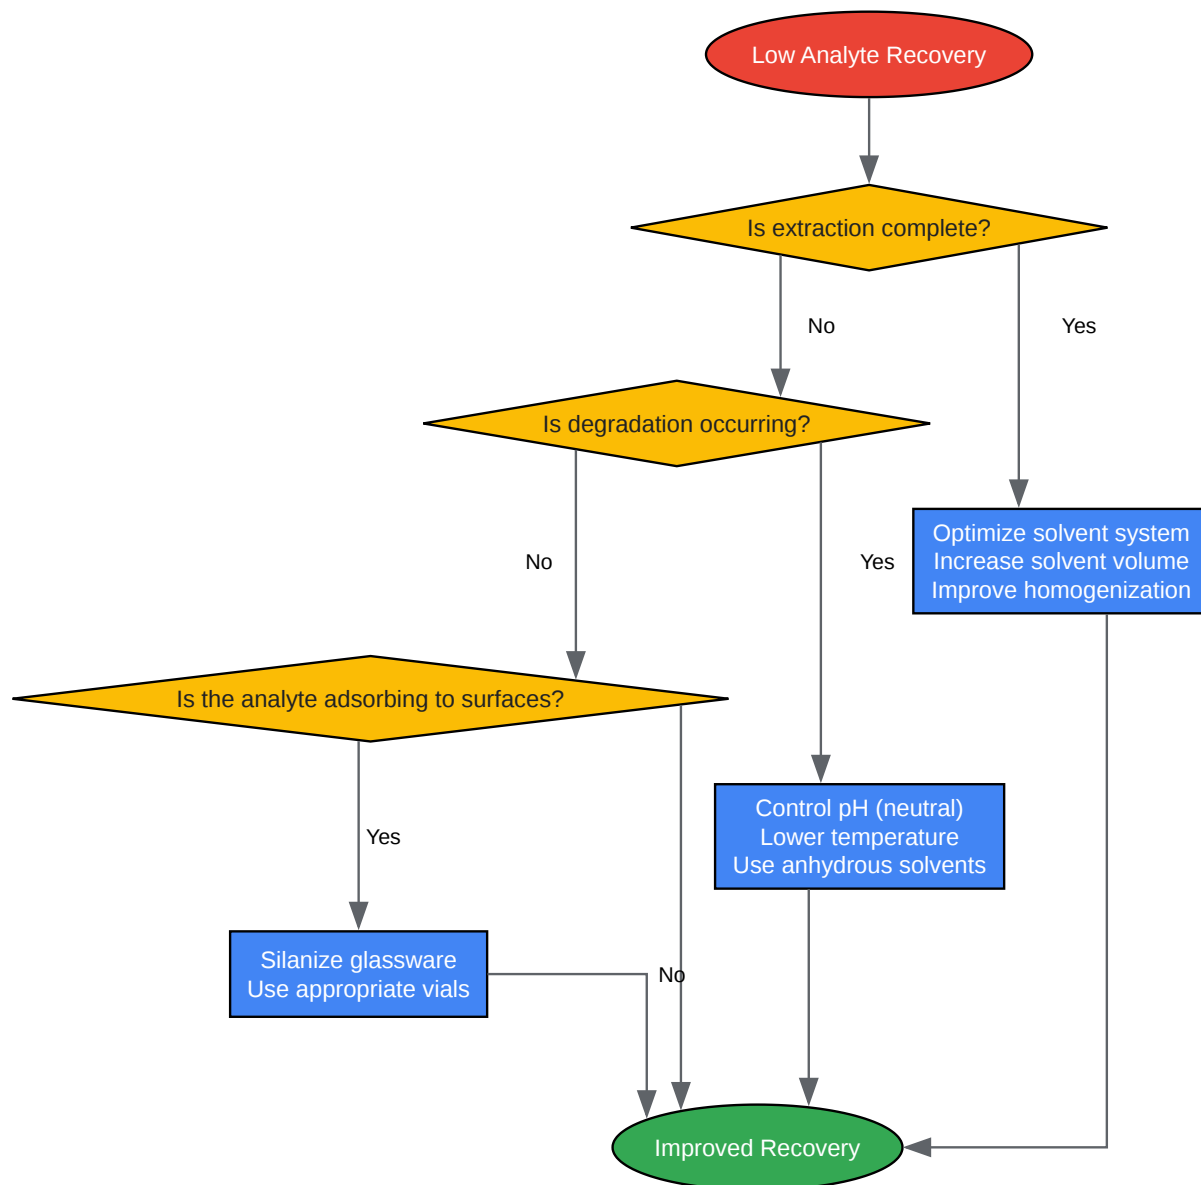 Low Analyte Recovery
Is extraction complete?
No
Yes
Is degradation occurring?
Optimize solvent system
Increase solvent volume
Improve homogenization
No
Yes
Is the analyte adsorbing to surfaces?
Control pH (neutral)
Lower temperature
Use anhydrous solvents
Yes
Silanize glassware
Use appropriate vials
No
Improved Recovery